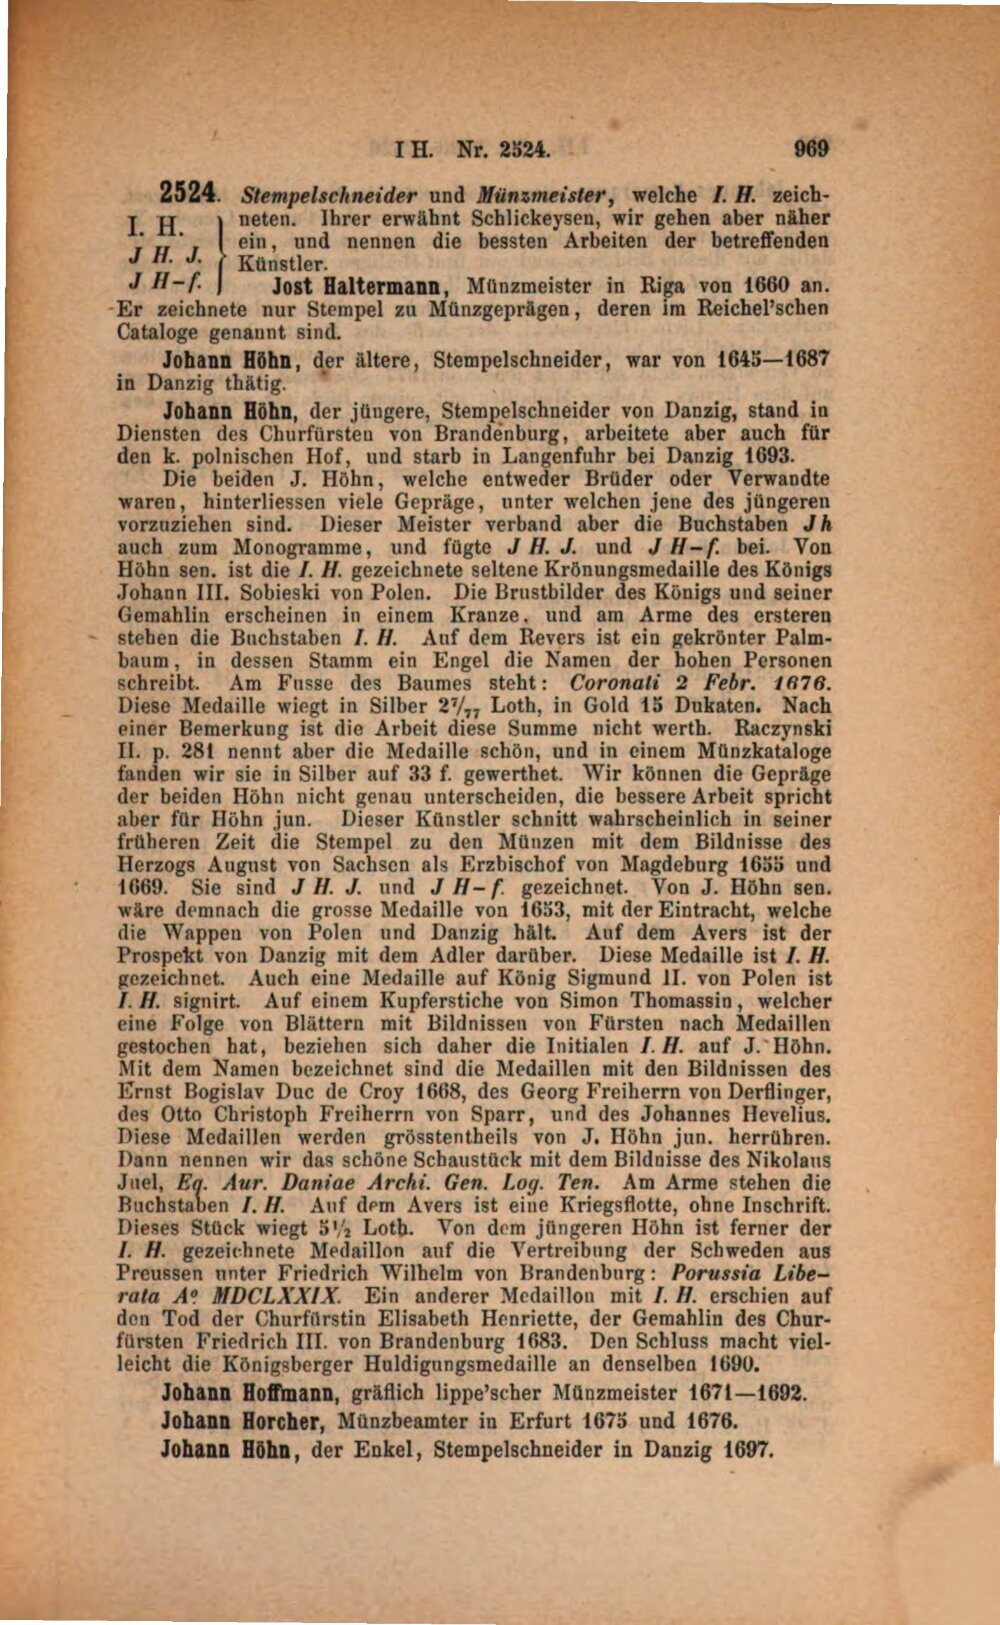 I H. Nr. 2524. 969
2524. Stempelschneider und Münzmeister, welche I. H. zeich-
I. H. neten. Ihrer erwähnt Schlickeysen, wir gehen aber näher
J H. J. ein, und nennen die bessten Arbeiten der betreffenden
Künstler.
J H-f. Jost Haltermann, Münzmeister in Riga von 1660 an.
Er zeichnete nur Stempel zu Münzgeprägen, deren im Reichel'schen
Cataloge genannt sind.
Johann Höhn, der ältere, Stempelschneider, war von 1645—1687
in Danzig thätig.
Johann Höhn, der jüngere, Stempelschneider von Danzig, stand in
Diensten des Churfürsten von Brandenburg, arbeitete aber auch für
den k. polnischen Hof, und starb in Langenfuhr bei Danzig 1693.
Die beiden J. Höhn, welche entweder Brüder oder Verwandte
waren, hinterliessen viele Gepräge, unter welchen jene des jüngeren
vorzuziehen sind. Dieser Meister verband aber die Buchstaben J h
auch zum Monogramme, und fügte J H. J. und J H-f. bei. Von
Höhn sen. ist die I. H. gezeichnete seltene Krönungsmedaille des Königs
Johann III. Sobieski von Polen. Die Brustbilder des Königs und seiner
Gemahlin erscheinen in einem Kranze, und am Arme des ersteren
stehen die Buchstaben I. H. Auf dem Revers ist ein gekrönter Palm-
baum, in dessen Stamm ein Engel die Namen der hohen Personen
schreibt. Am Fusse des Baumes steht: Coronati 2 Febr. 1676.
Diese Medaille wiegt in Silber 2⁷/₇₇ Loth, in Gold 15 Dukaten. Nach
einer Bemerkung ist die Arbeit diese Summe nicht werth. Raczynski
II. p. 281 nennt aber die Medaille schön, und in einem Münzkataloge
fanden wir sie in Silber auf 33 f. gewerthet. Wir können die Gepräge
der beiden Höhn nicht genau unterscheiden, die bessere Arbeit spricht
aber für Höhn jun. Dieser Künstler schnitt wahrscheinlich in seiner
früheren Zeit die Stempel zu den Münzen mit dem Bildnisse des
Herzogs August von Sachsen als Erzbischof von Magdeburg 1655 und
1669. Sie sind J H. J. und J H-f. gezeichnet. Von J. Höhn sen.
wäre demnach die grosse Medaille von 1653, mit der Eintracht, welche
die Wappen von Polen und Danzig hält. Auf dem Avers ist der
Prospekt von Danzig mit dem Adler darüber. Diese Medaille ist I. H.
gezeichnet. Auch eine Medaille auf König Sigmund II. von Polen ist
I. H. signirt. Auf einem Kupferstiche von Simon Thomassin, welcher
eine Folge von Blättern mit Bildnissen von Fürsten nach Medaillen
gestochen hat, beziehen sich daher die Initialen I. H. auf J. Höhn.
Mit dem Namen bezeichnet sind die Medaillen mit den Bildnissen des
Ernst Bogislav Duc de Croy 1668, des Georg Freiherrn von Derflinger,
des Otto Christoph Freiherrn von Sparr, und des Johannes Hevelius.
Diese Medaillen werden grösstentheils von J. Höhn jun. herrühren.
Dann nennen wir das schöne Schaustück mit dem Bildnisse des Nikolaus
Juel, Eq. Aur. Daniae Archi. Gen. Log. Ten. Am Arme stehen die
Buchstaben I. H. Auf dem Avers ist eine Kriegsflotte, ohne Inschrift.
Dieses Stück wiegt 5½ Loth. Von dem jüngeren Höhn ist ferner der
I. H. gezeichnete Medaillon auf die Vertreibung der Schweden aus
Preussen unter Friedrich Wilhelm von Brandenburg: Porussia Libe-
rata Aº MDCLXXIX. Ein anderer Medaillon mit I. H. erschien auf
den Tod der Churfürstin Elisabeth Henriette, der Gemahlin des Chur-
fürsten Friedrich III. von Brandenburg 1683. Den Schluss macht viel-
leicht die Königsberger Huldigungsmedaille an denselben 1690.
Johann Hoffmann, gräflich lippe'scher Münzmeister 1671—1692.
Johann Horcher, Münzbeamter in Erfurt 1675 und 1676.
Johann Höhn, der Enkel, Stempelschneider in Danzig 1697.